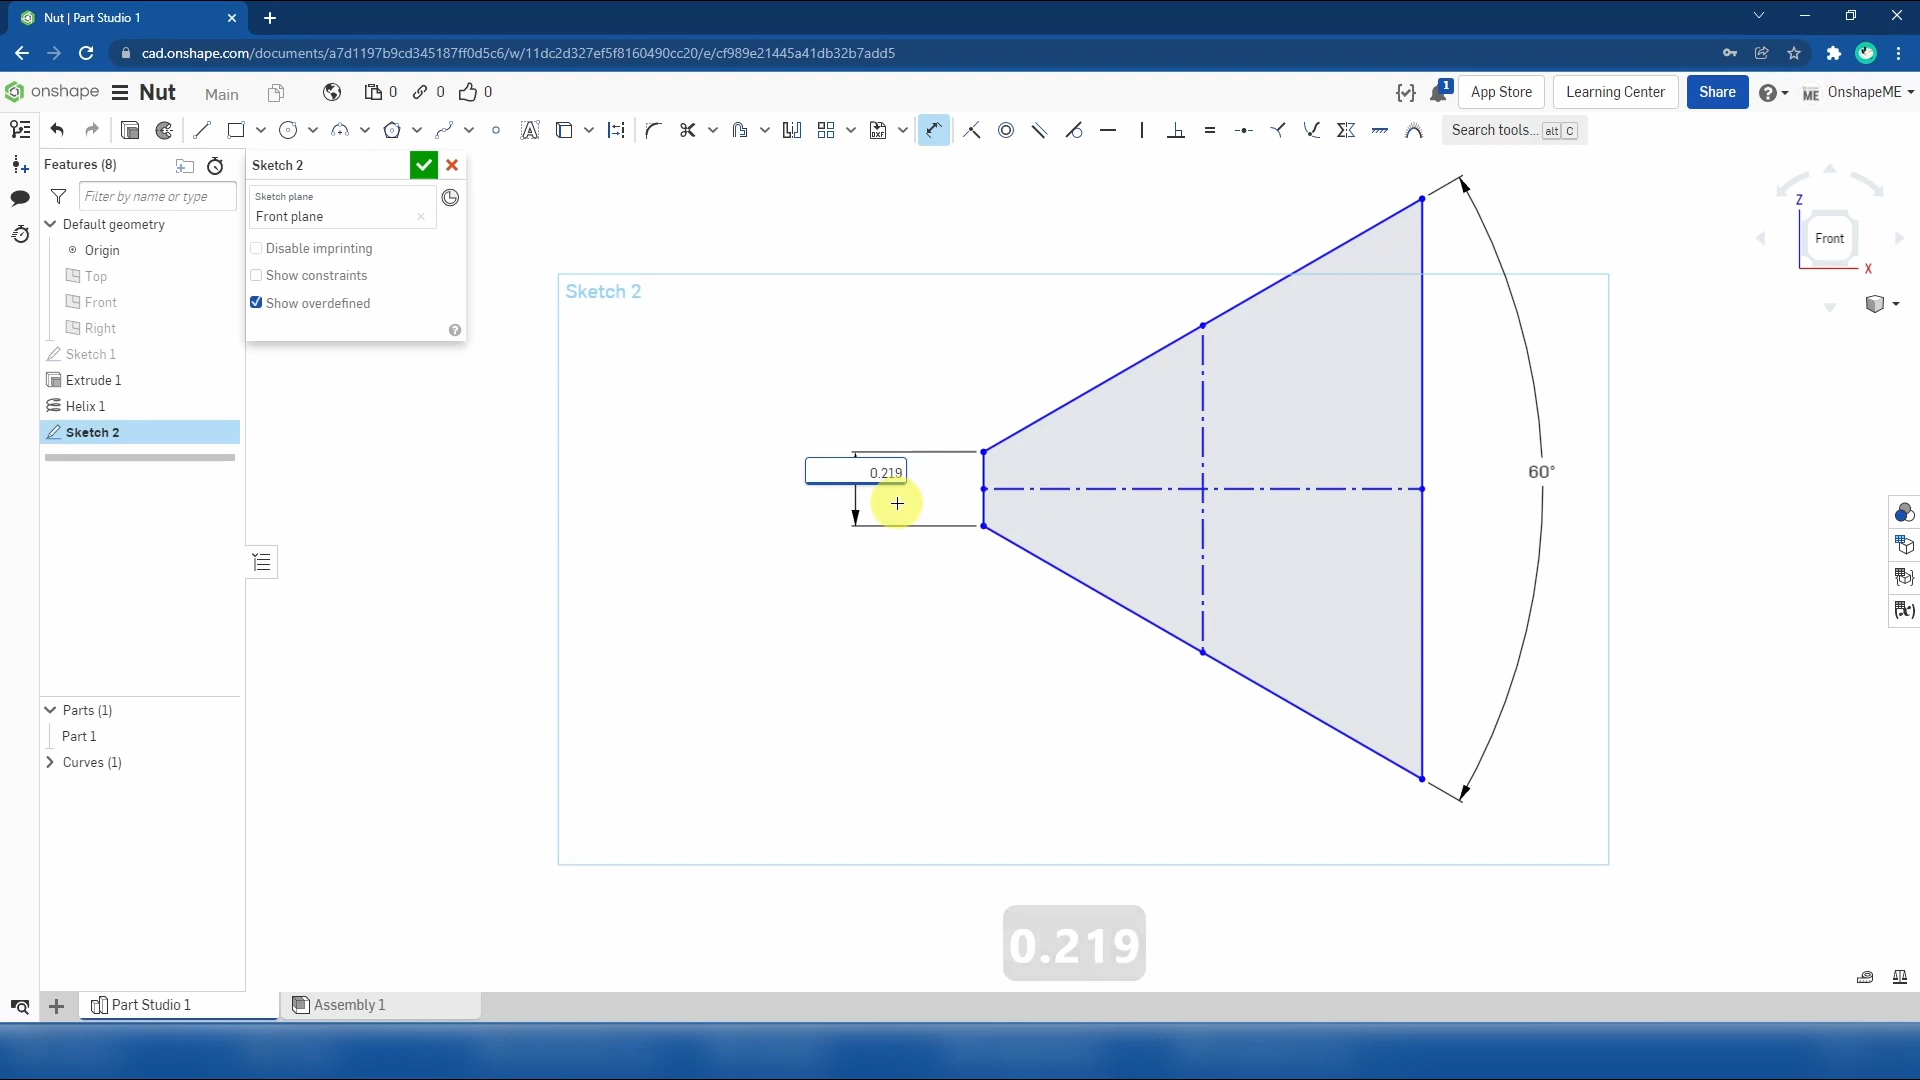 Nut | Part Studio 1
cad.onshape.com/documents/a7d1197b9cd345187ff0d5c6/w/11dc2d327ef5f8160490cc20/e/cf989e21445a41db32b7add5
onshape Nut Main 0 0 0 1 App Store Learning Center Share ME OnshapeME
Search tools... alt C
Features (8)
Filter by name or type
Default geometry
Origin
Top
Front
Right
Sketch 1
Extrude 1
Helix 1
Sketch 2
Parts (1)
Part 1
Curves (1)
Sketch 2
Sketch plane
Front plane
Disable imprinting
Show constraints
Show overdefined
Sketch 2
0.219
60°
Z
Front
X
(x)
0.219
Part Studio 1
Assembly 1